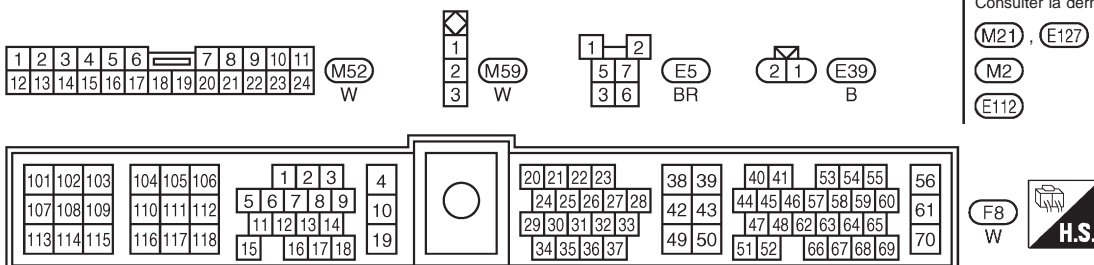 Consulter la dern
1 2 3 4 5 6 7 8 9 10 11
12 13 14 15 16 17 18 19 20 21 22 23 24
M52
W
1
2
3
M59
W
1 2
5 7
3 6
E5
BR
2 1
E39
B
M21 , E127
M2
E112
101 102 103 104 105 106 1 2 3 4 20 21 22 23 38 39 40 41 53 54 55 56
107 108 109 110 111 112 5 6 7 8 9 10 24 25 26 27 28 42 43 44 45 46 57 58 59 60 61
11 12 13 14 29 30 31 32 33 47 48 62 63 64 65
113 114 115 116 117 118 15 16 17 18 19 34 35 36 37 49 50 51 52 66 67 68 69 70
F8
W
H.S.